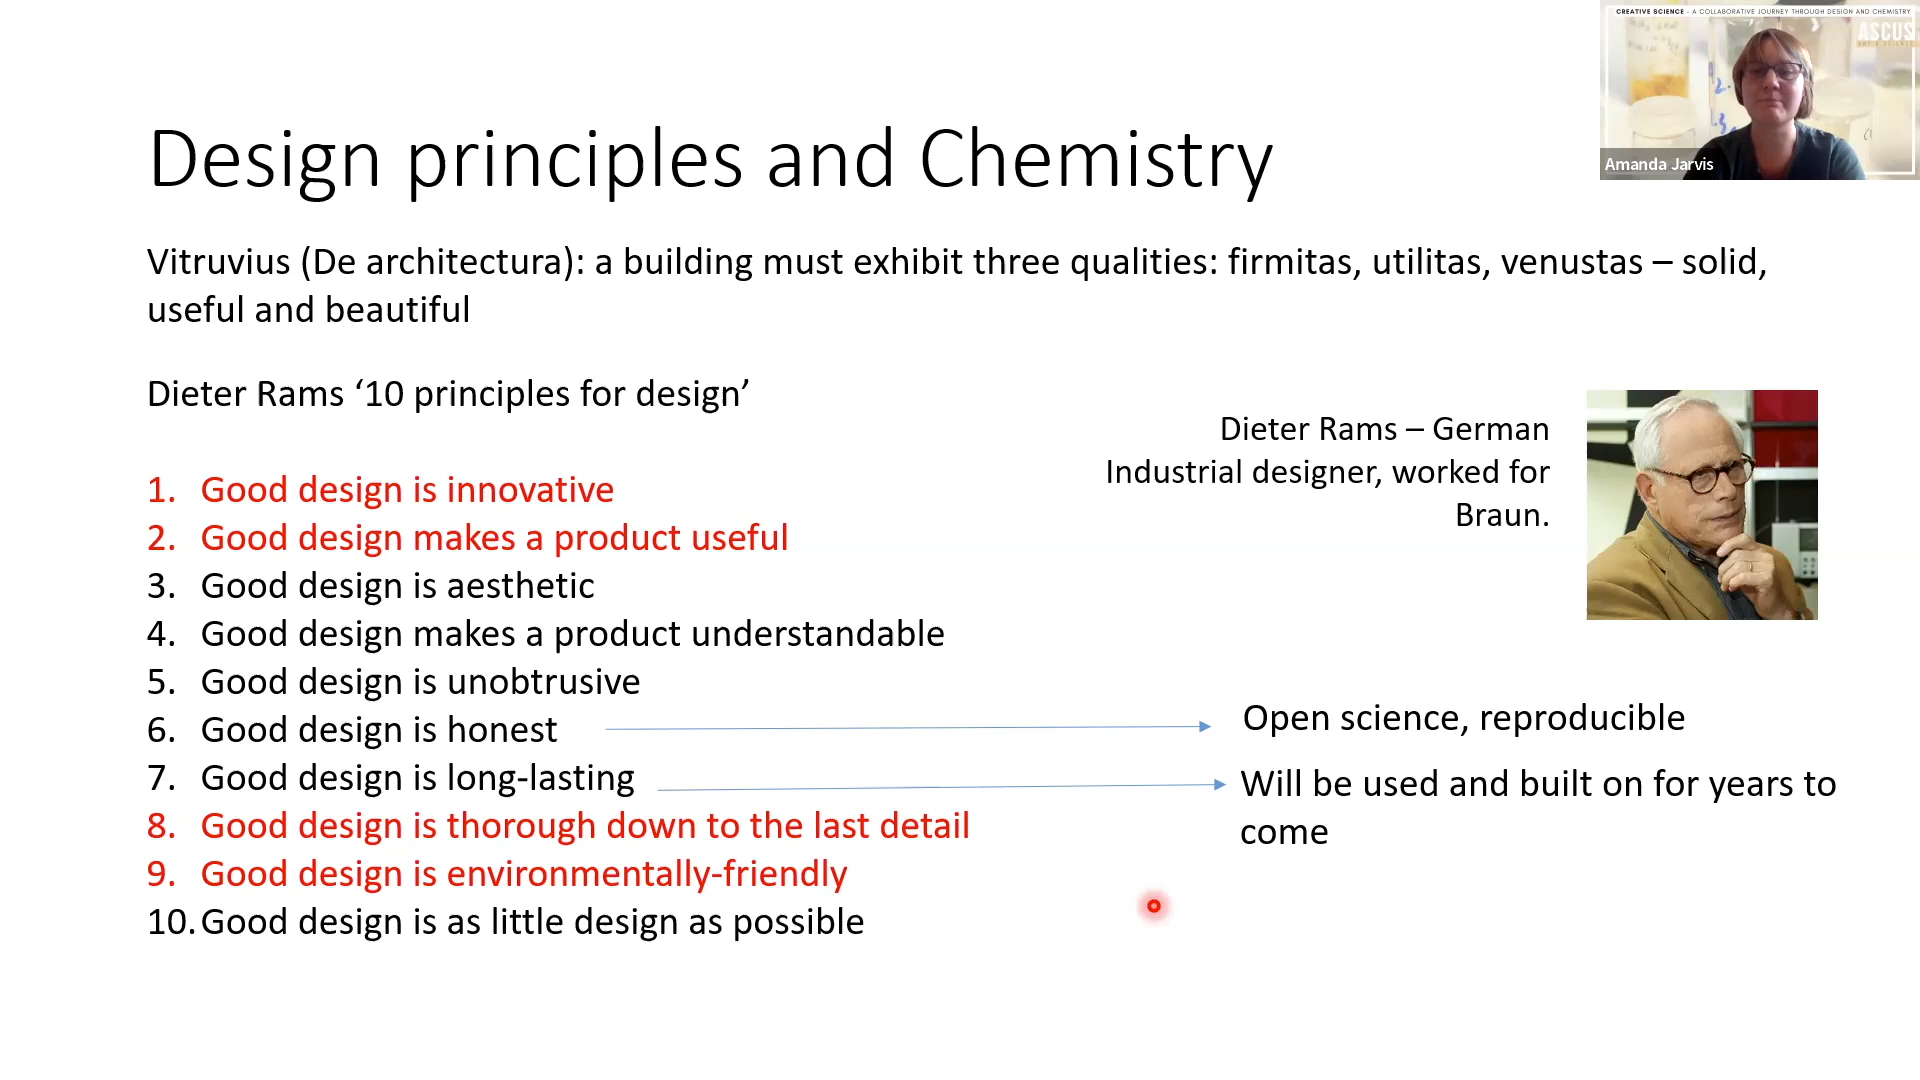 CREATIVE SCIENCE - A COLLABORATIVE JOURNEY THROUGH DESIGN AND CHEMISTRY
ASCUS
Amanda Jarvis
Design principles and Chemistry
Vitruvius (De architectura): a building must exhibit three qualities: firmitas, utilitas, venustas – solid,
useful and beautiful
Dieter Rams ‘10 principles for design’
Dieter Rams – German
Industrial designer, worked for
Braun.
1. Good design is innovative
2. Good design makes a product useful
3. Good design is aesthetic
4. Good design makes a product understandable
5. Good design is unobtrusive
6. Good design is honest
Open science, reproducible
7. Good design is long-lasting
Will be used and built on for years to
come
8. Good design is thorough down to the last detail
9. Good design is environmentally-friendly
10. Good design is as little design as possible